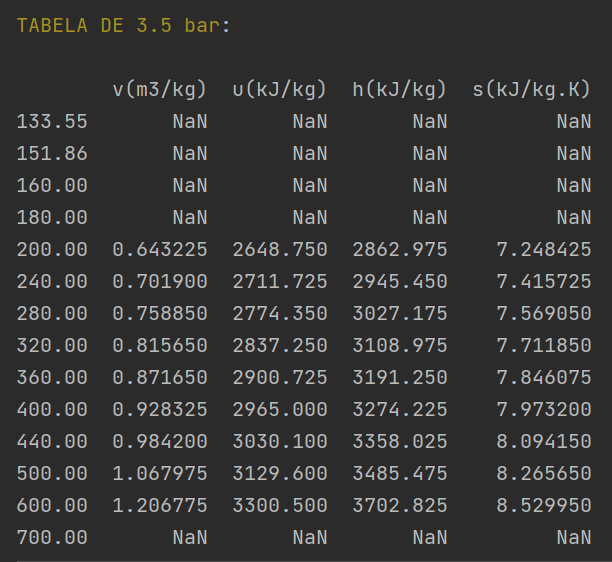 TABELA DE 3.5 bar:
v(m3/kg) u(kJ/kg) h(kJ/kg) s(kJ/kg.K)
133.55 NaN NaN NaN NaN
151.86 NaN NaN NaN NaN
160.00 NaN NaN NaN NaN
180.00 NaN NaN NaN NaN
200.00 0.643225 2648.750 2862.975 7.248425
240.00 0.701900 2711.725 2945.450 7.415725
280.00 0.758850 2774.350 3027.175 7.569050
320.00 0.815650 2837.250 3108.975 7.711850
360.00 0.871650 2900.725 3191.250 7.846075
400.00 0.928325 2965.000 3274.225 7.973200
440.00 0.984200 3030.100 3358.025 8.094150
500.00 1.067975 3129.600 3485.475 8.265650
600.00 1.206775 3300.500 3702.825 8.529950
700.00 NaN NaN NaN NaN